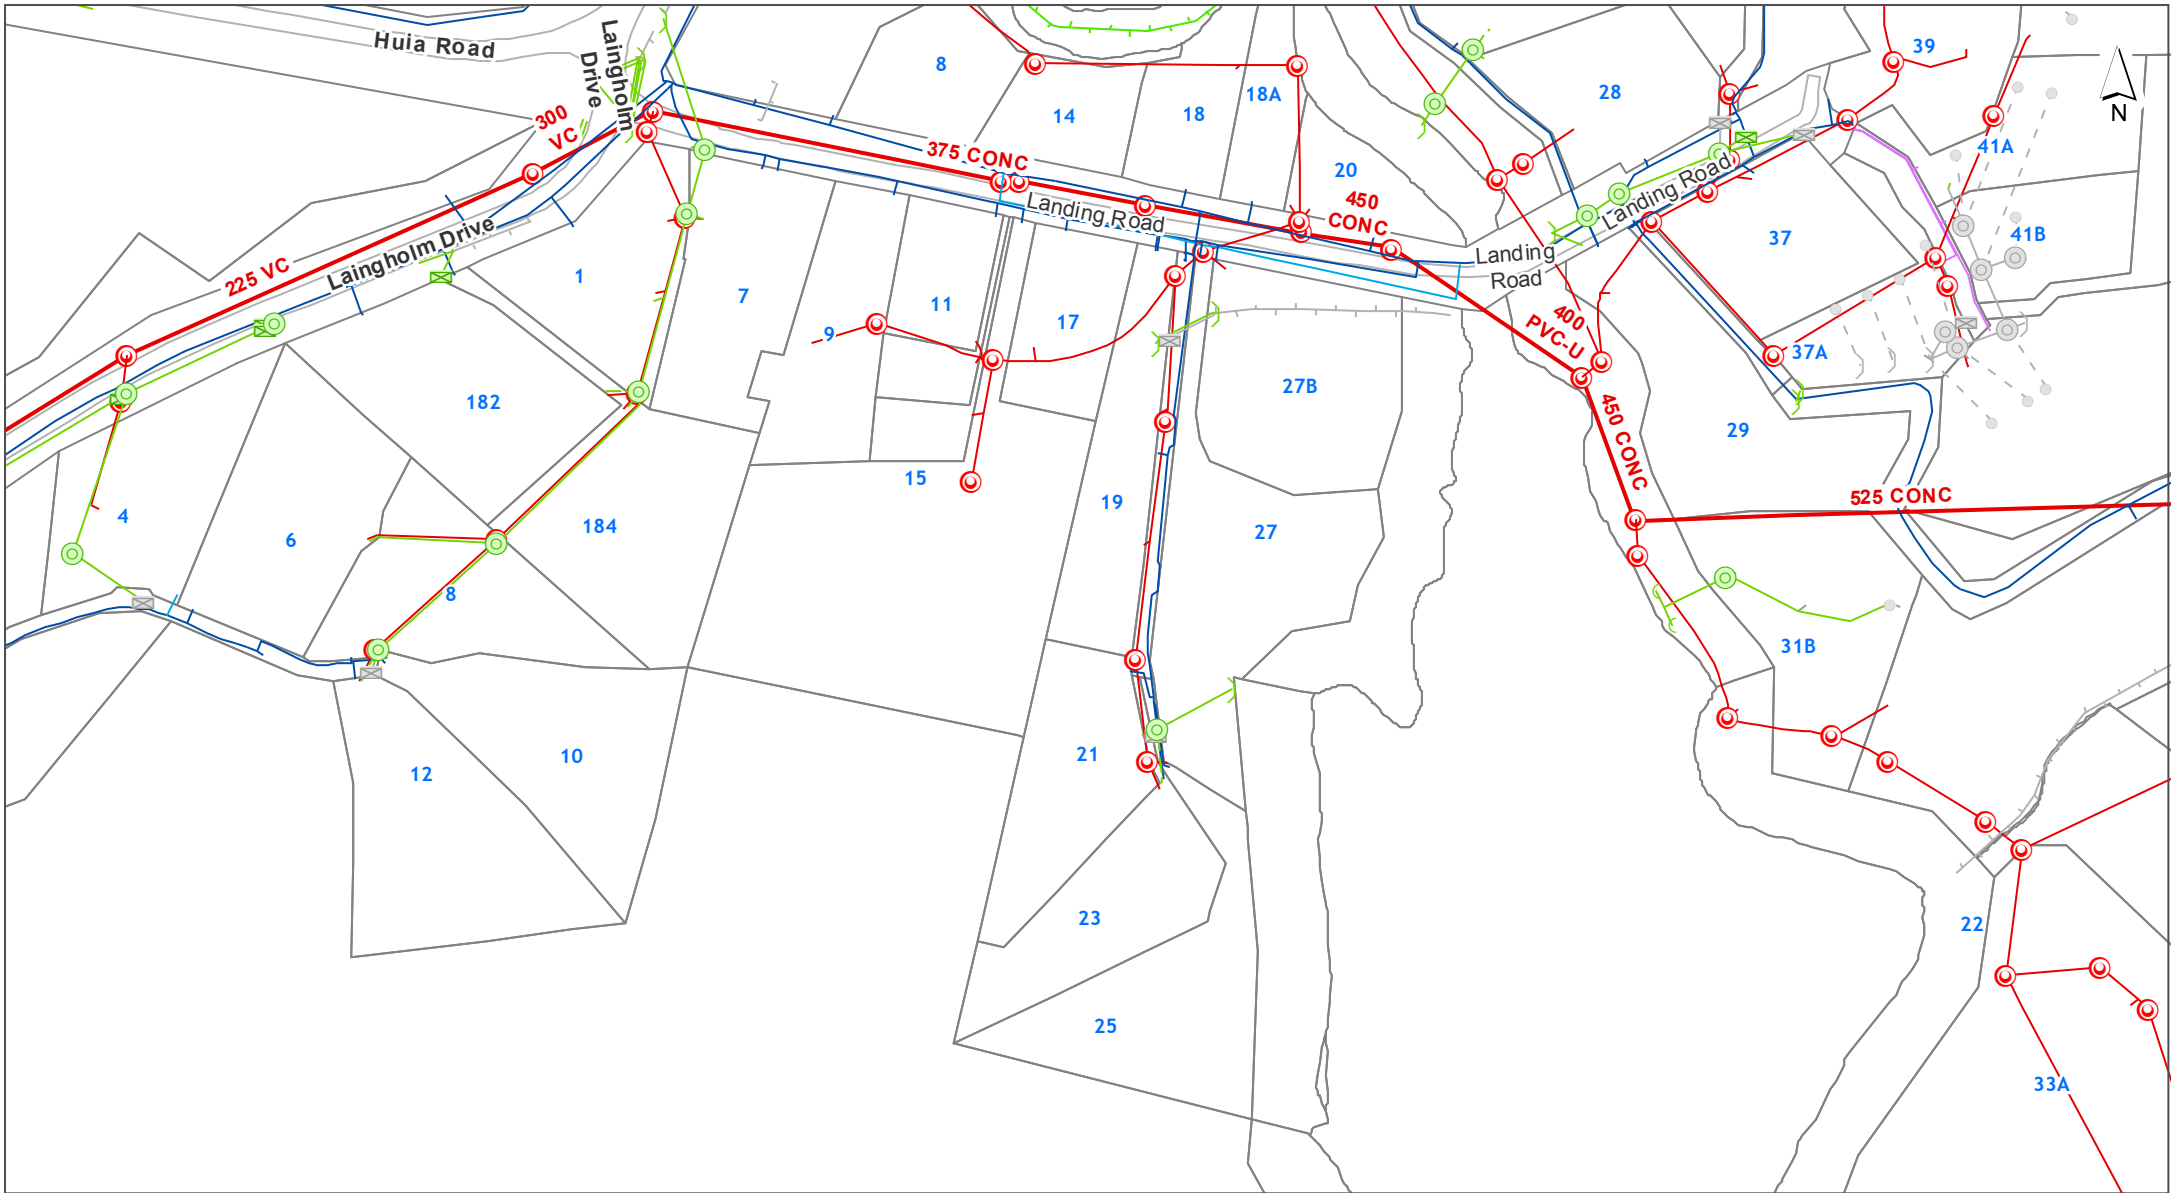 Huia Road
Laingholm
Drive
8
39
28
18A
14
18
300
VC
375 CONC
41A
20
Landing Road
450
CONC
Landing Road
37
41B
Laingholm Drive
Landing
Road
225 VC
1
7
11
9
17
400
PVC-U
37A
27B
182
450 CONC
29
15
19
525 CONC
4
6
184
27
8
31B
21
10
12
23
22
25
33A
N